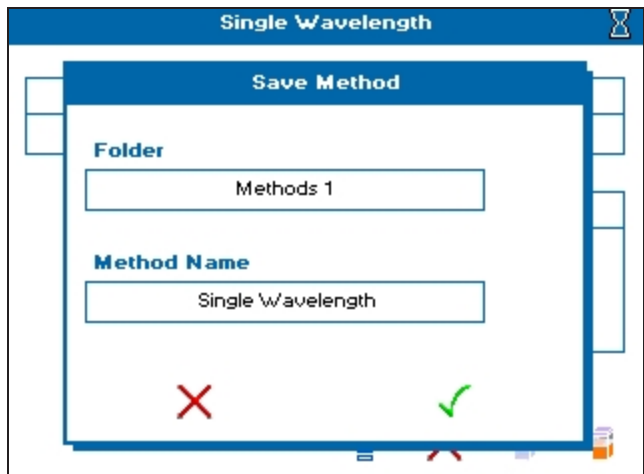 Single Wavelength
Save Method
Folder
Methods 1
Method Name
Single Wavelength